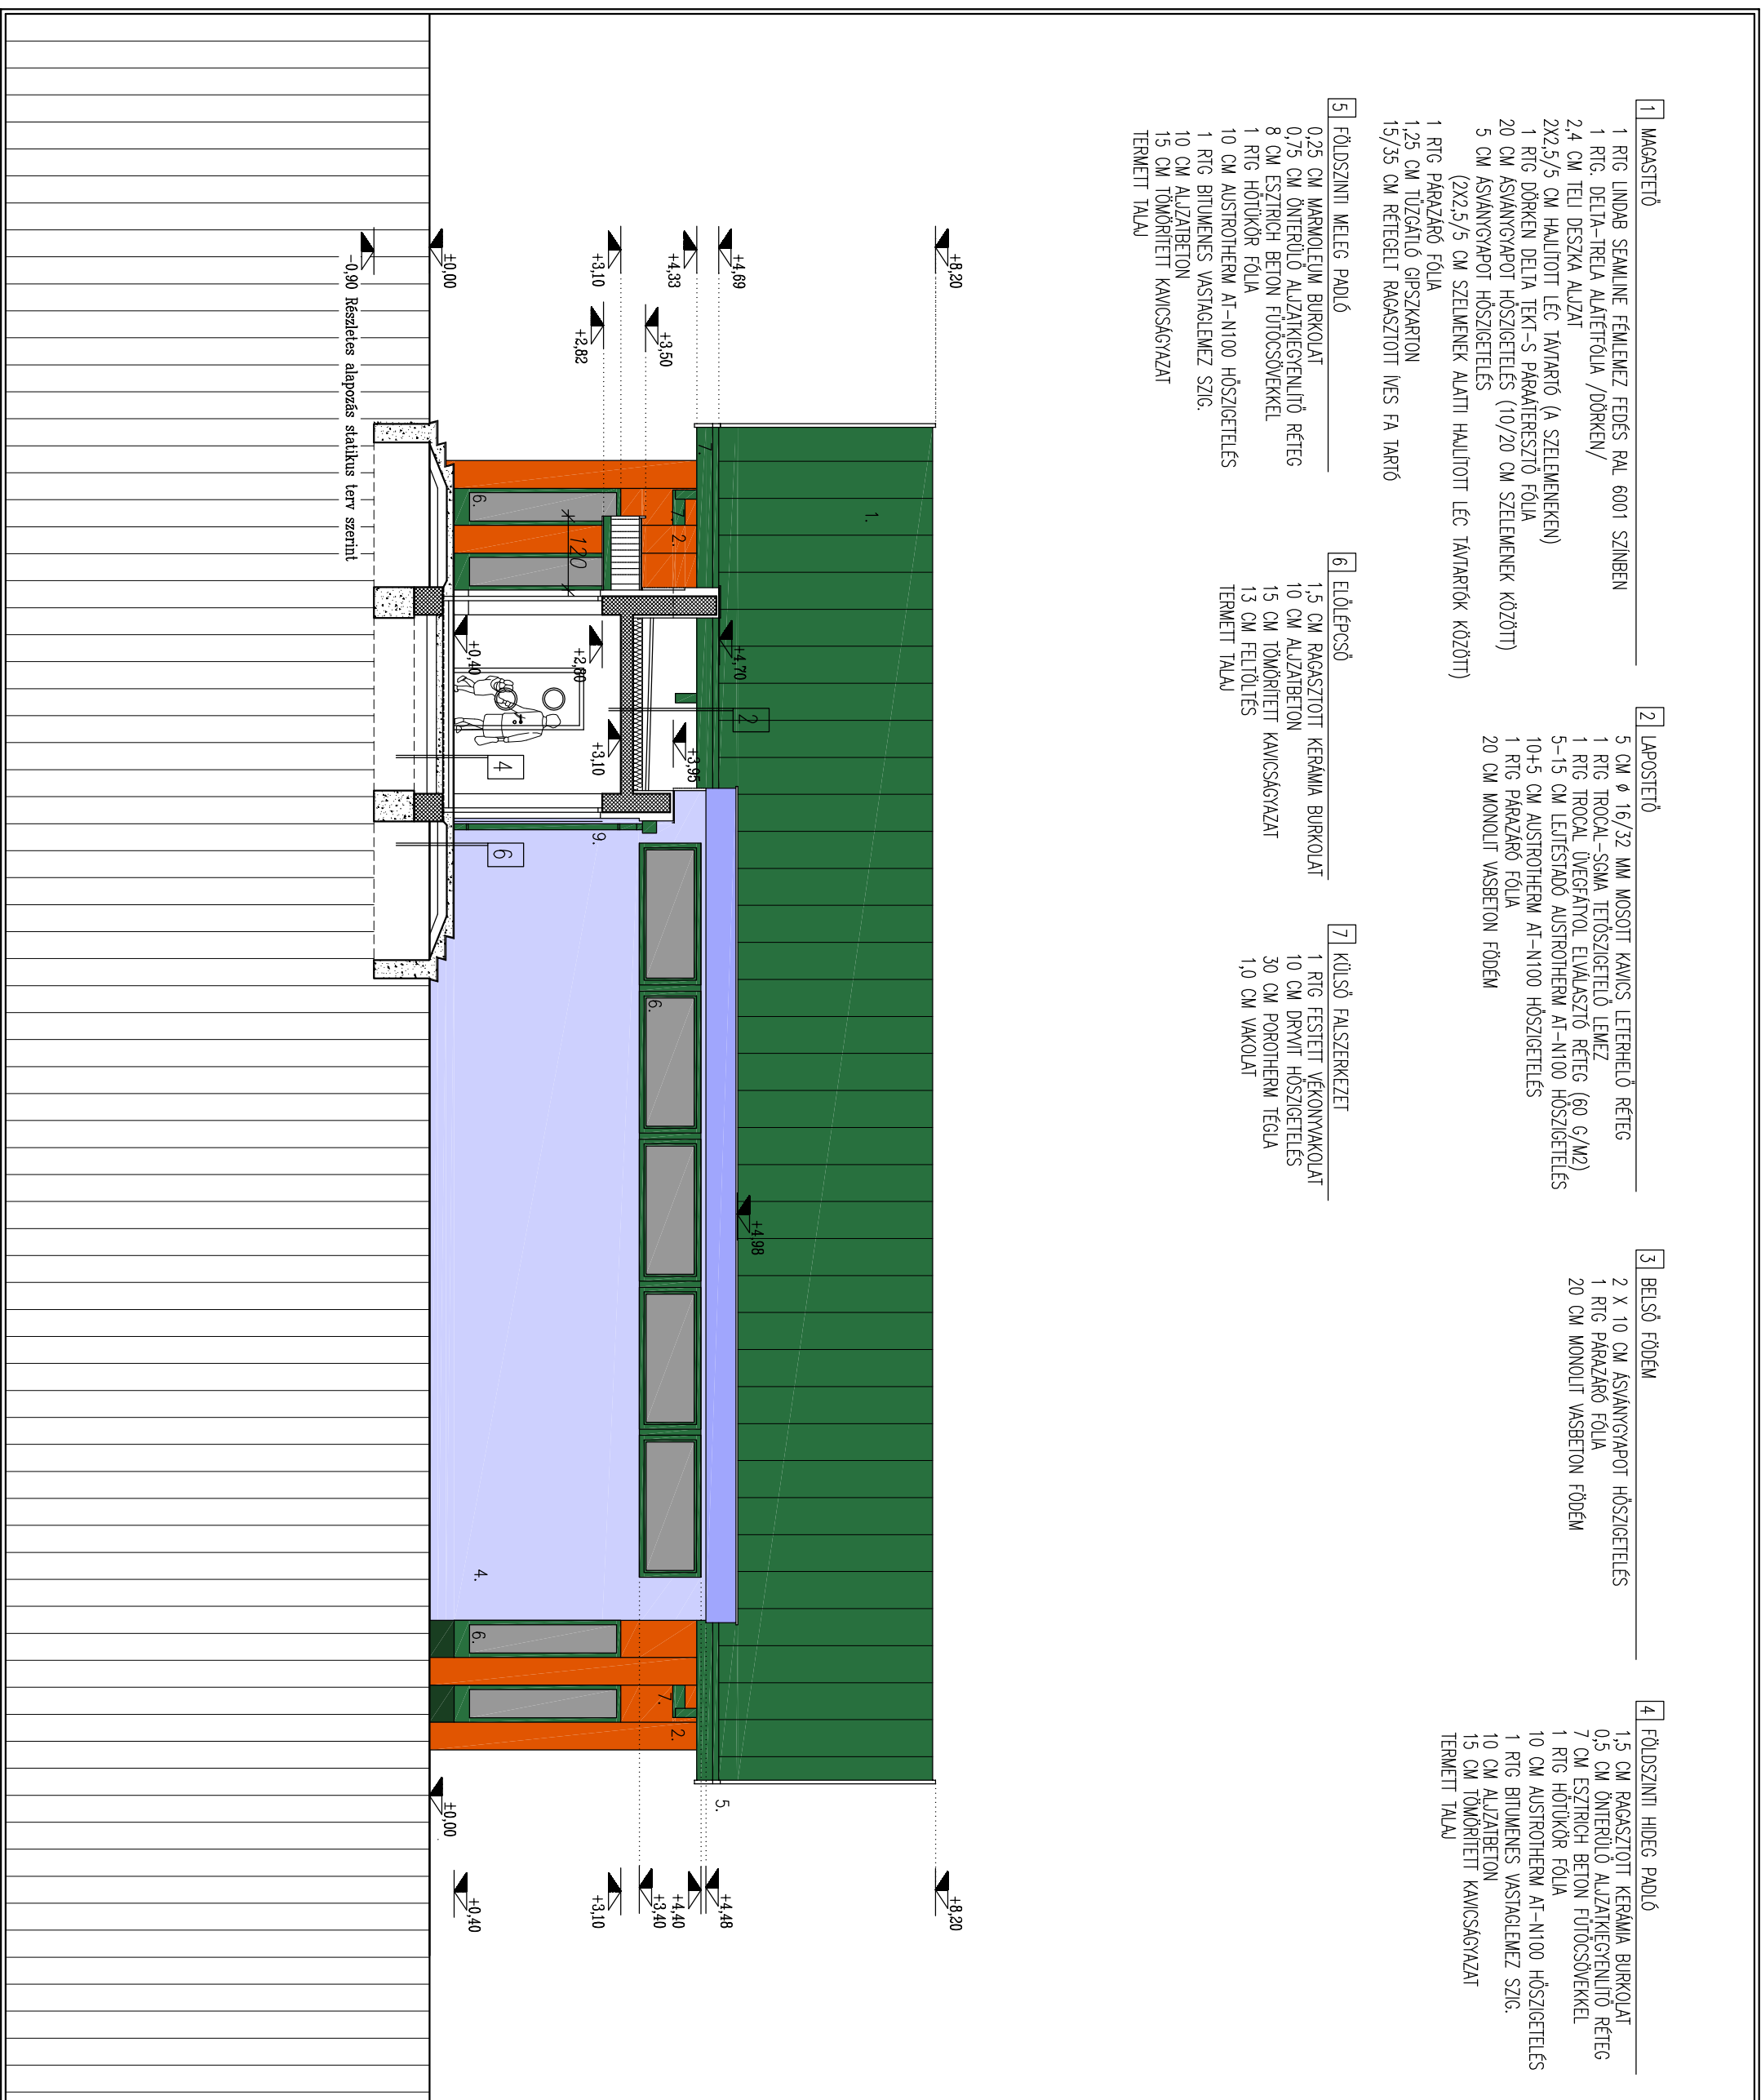 1 MAGASTETŐ
1 RTG LINDAB SEAMLINE FÉMLEMEZ FEDÉS RAL 6001 SZÍNBEN
1 RTG. DELTA-TRELA ALÁTÉTFÓLIA /DÖRKEN/
2,4 CM TELI DESZKA ALJZAT
2X2,5/5 CM HAJLÍTOTT LÉC TÁVTARTÓ (A SZELEMENEKEN)
1 RTG DÖRKEN DELTA TEKT-S PÁRAÁTERESZTŐ FÓLIA
20 CM ÁSVÁNYGYAPOT HŐSZIGETELÉS (10/20 CM SZELEMENEK KÖZÖTT)
5 CM ÁSVÁNYGYAPOT HŐSZIGETELÉS
(2X2,5/5 CM SZELMENEK ALATTI HAJLÍTOTT LÉC TÁVTARTÓK KÖZÖTT)
1 RTG PÁRAZÁRÓ FÓLIA
1,25 CM TŰZGÁTLÓ GIPSZKARTON
15/35 CM RÉTEGELT RAGASZTOTT ÍVES FA TARTÓ
2 LAPOSTETŐ
5 CM Ø 16/32 MM MOSOTT KAVICS LETERHELŐ RÉTEG
1 RTG TROCAL-SGMA TETŐSZIGETELŐ LEMEZ
1 RTG TROCAL ÜVEGFÁTYOL ELVÁLASZTÓ RÉTEG (60 G/M2)
5-15 CM LEJTÉSTADÓ AUSTROTHERM AT-N100 HŐSZIGETELÉS
10+5 CM AUSTROTHERM AT-N100 HŐSZIGETELÉS
1 RTG PÁRAZÁRÓ FÓLIA
20 CM MONOLIT VASBETON FÖDÉM
3 BELSŐ FÖDÉM
2 X 10 CM ÁSVÁNYGYAPOT HŐSZIGETELÉS
1 RTG PÁRAZÁRÓ FÓLIA
20 CM MONOLIT VASBETON FÖDÉM
4 FÖLDSZINTI HIDEG PADLÓ
1,5 CM RAGASZTOTT KERÁMIA BURKOLAT
0,5 CM ÖNTERÜLŐ ALJZATKIEGYENLÍTŐ RÉTEG
7 CM ESZTRICH BETON FŰTŐCSÖVEKKEL
1 RTG HŐTÜKÖR FÓLIA
10 CM AUSTROTHERM AT-N100 HŐSZIGETELÉS
1 RTG BITUMENES VASTAGLEMEZ SZIG.
10 CM ALJZATBETON
15 CM TÖMÖRÍTETT KAVICSÁGYAZAT
TERMETT TALAJ
5 FÖLDSZINTI MELEG PADLÓ
0,25 CM MARMOLEUM BURKOLAT
0,75 CM ÖNTERÜLŐ ALJZATKIEGYENLÍTŐ RÉTEG
8 CM ESZTRICH BETON FŰTŐCSÖVEKKEL
1 RTG HŐTÜKÖR FÓLIA
10 CM AUSTROTHERM AT-N100 HŐSZIGETELÉS
1 RTG BITUMENES VASTAGLEMEZ SZIG.
10 CM ALJZATBETON
15 CM TÖMÖRÍTETT KAVICSÁGYAZAT
TERMETT TALAJ
6 ELŐLÉPCSŐ
1,5 CM RAGASZTOTT KERÁMIA BURKOLAT
10 CM ALJZATBETON
15 CM TÖMÖRÍTETT KAVICSÁGYAZAT
13 CM FELTÖLTÉS
TERMETT TALAJ
7 KÜLSŐ FALSZERKEZET
1 RTG FESTETT VÉKONYVAKOLAT
10 CM DRYVIT HŐSZIGETELÉS
30 CM POROTHERM TÉGLA
1,0 CM VAKOLAT
+8,20
+8,20
1.
+4,98
2
5.
+4,69
+4,70
+4,48
+4,33
7.
+3,95
+4,40
+3,50
7.
2.
7.
2.
+3,40
6.
+3,10
+3,10
+3,10
+2,82
+2,80
9.
120
4
6
6.
4.
6.
+0,40
+0,40
±0,00
±0,00
-0,90 Részletes alapozás statikus terv szerint